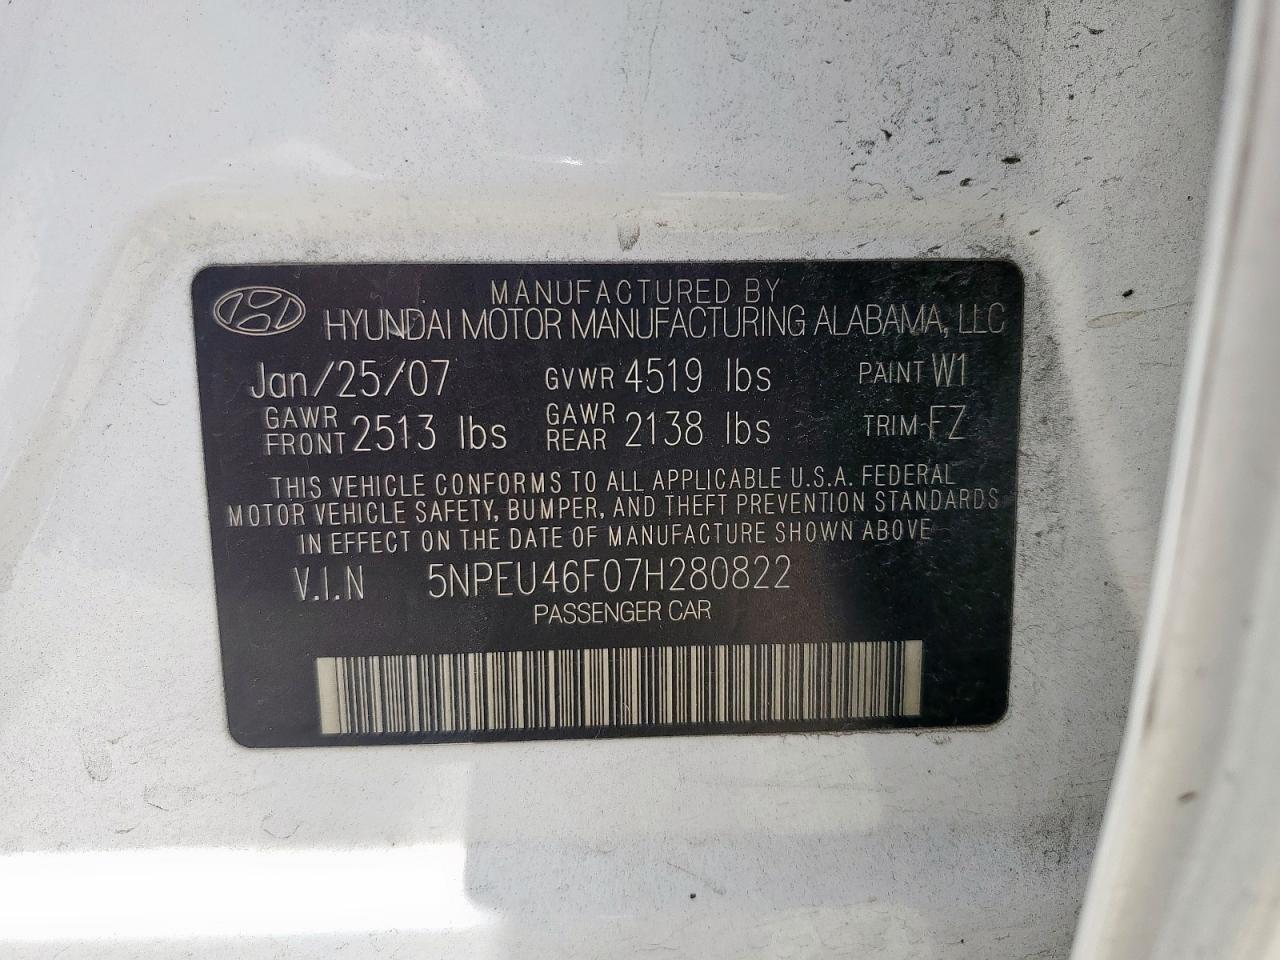 MANUFACTURED BY
HYUNDAI MOTOR MANUFACTURING ALABAMA, LLC
Jan/25/07 GVWR 4519 lbs PAINT W1
GAWR FRONT 2513 lbs GAWR REAR 2138 lbs TRIM FZ
THIS VEHICLE CONFORMS TO ALL APPLICABLE U.S.A. FEDERAL
MOTOR VEHICLE SAFETY, BUMPER, AND THEFT PREVENTION STANDARDS
IN EFFECT ON THE DATE OF MANUFACTURE SHOWN ABOVE
V.I.N 5NPEU46F07H280822
PASSENGER CAR